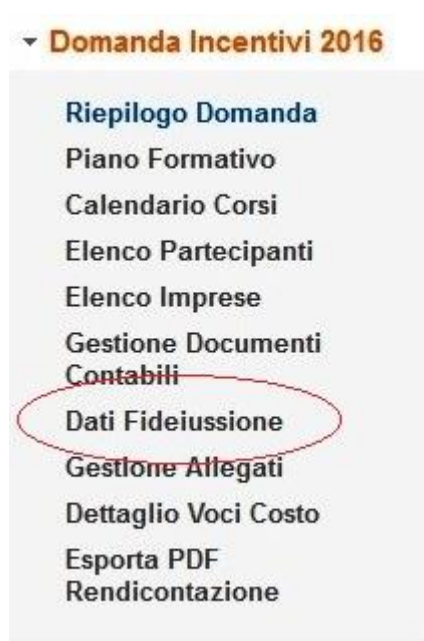 Domanda Incentivi 2016
Riepilogo Domanda
Piano Formativo
Calendario Corsi
Elenco Partecipanti
Elenco Imprese
Gestione Documenti
Contabili
Dati Fideiussione
Gestione Allegati
Dettaglio Voci Costo
Esporta PDF
Rendicontazione